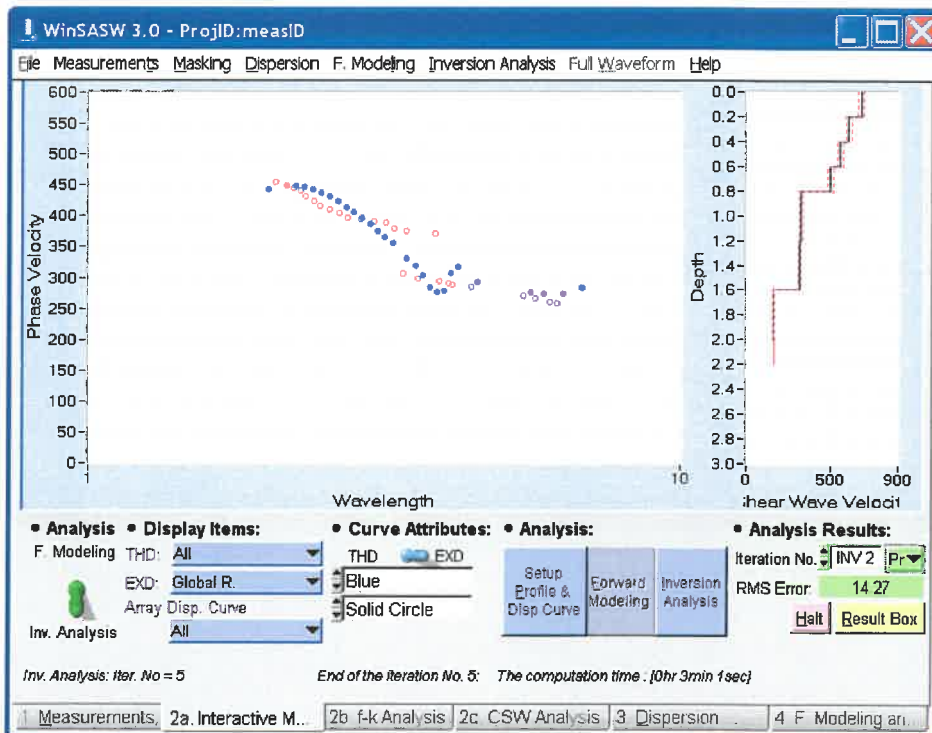 WinSASW 3.0 - ProjID:measID
File Measurements Masking Dispersion F. Modeling Inversion Analysis Full Waveform Help
600
550
500
450
400
350
300
250
200
150
100
50
0
Phase Velocity
1 10
Wavelength
0.0
0.2
0.4
0.6
0.8
1.0
1.2
1.4
1.6
1.8
2.0
2.2
2.4
2.6
2.8
3.0
Depth
0 500 900
hear Wave Velocit
• Analysis • Display Items: • Curve Attributes: • Analysis: • Analysis Results:
F. Modeling
Inv. Analysis
THD: All
EXD: Global R.
Array Disp. Curve
All
THD EXD
Blue
Solid Circle
Setup
Profile &
Disp Curve
Forward
Modeling
Inversion
Analysis
Iteration No. INV 2 Pr
RMS Error: 14.27
Halt Result Box
Inv. Analysis: Iter. No = 5 End of the iteration No. 5: The computation time : [0hr 3min 1sec]
1 Measurements, 2a. Interactive M... 2b f-k Analysis 2c. CSW Analysis 3 Dispersion ... 4 F Modeling an...